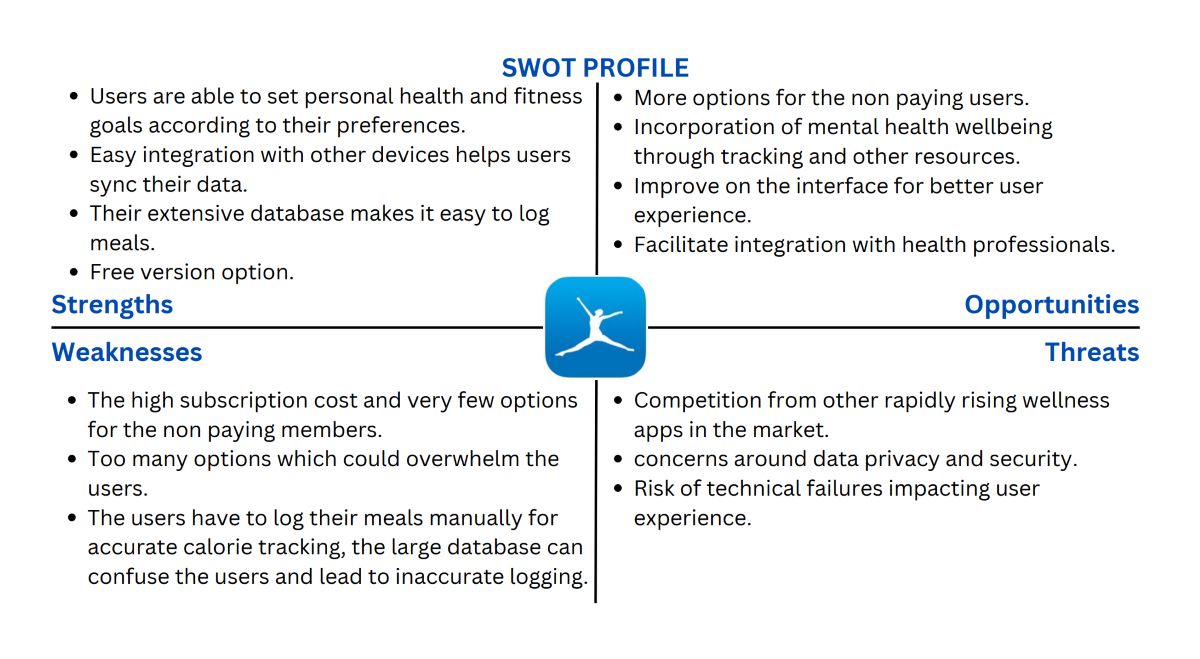 SWOT PROFILE
Users are able to set personal health and fitness
goals according to their preferences.
Easy integration with other devices helps users
sync their data.
Their extensive database makes it easy to log
meals.
Free version option.
Strengths
More options for the non paying users.
Incorporation of mental health wellbeing
through tracking and other resources.
Improve on the interface for better user
experience.
Facilitate integration with health professionals.
Opportunities
Weaknesses
The high subscription cost and very few options
for the non paying members.
Too many options which could overwhelm the
users.
The users have to log their meals manually for
accurate calorie tracking, the large database can
confuse the users and lead to inaccurate logging.
Threats
Competition from other rapidly rising wellness
apps in the market.
concerns around data privacy and security.
Risk of technical failures impacting user
experience.